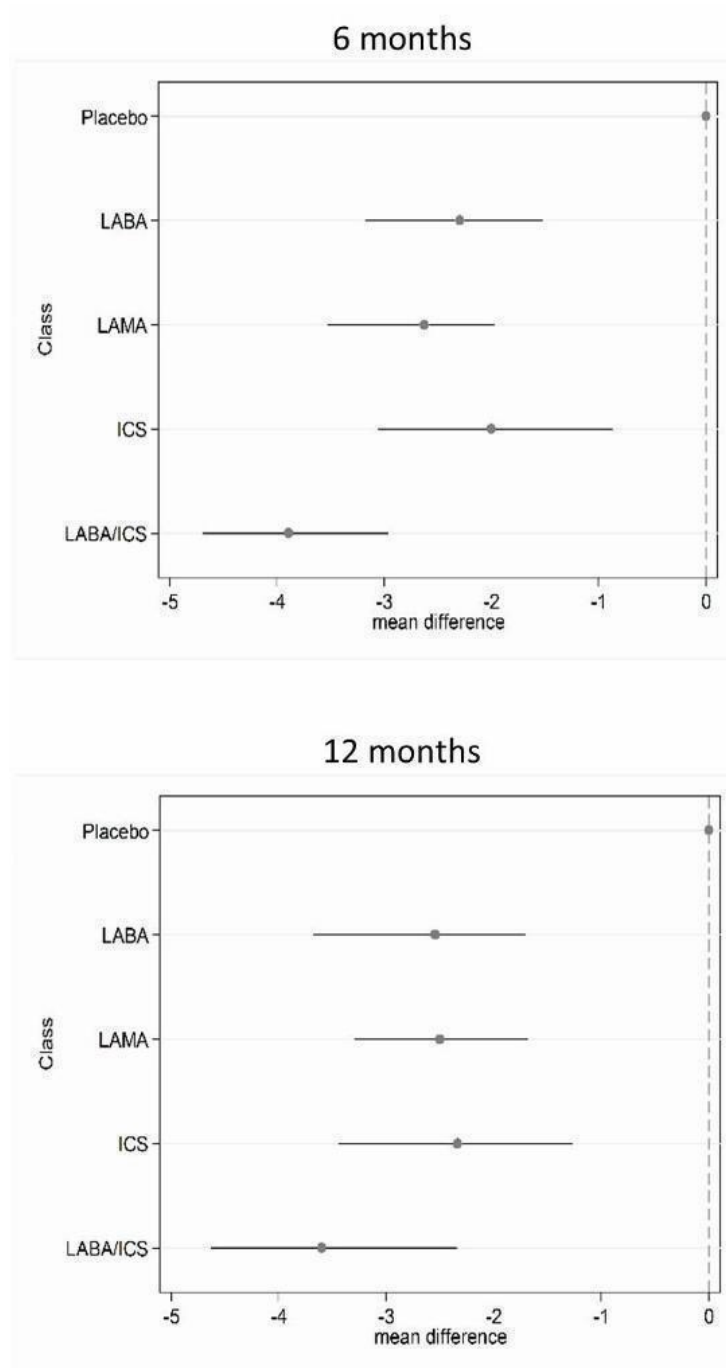 6 months
Placebo
LABA
LAMA
Class
ICS
LABA/ICS
-5 -4 -3 -2 -1 0
mean difference
12 months
Placebo
LABA
LAMA
Class
ICS
LABA/ICS
-5 -4 -3 -2 -1 0
mean difference